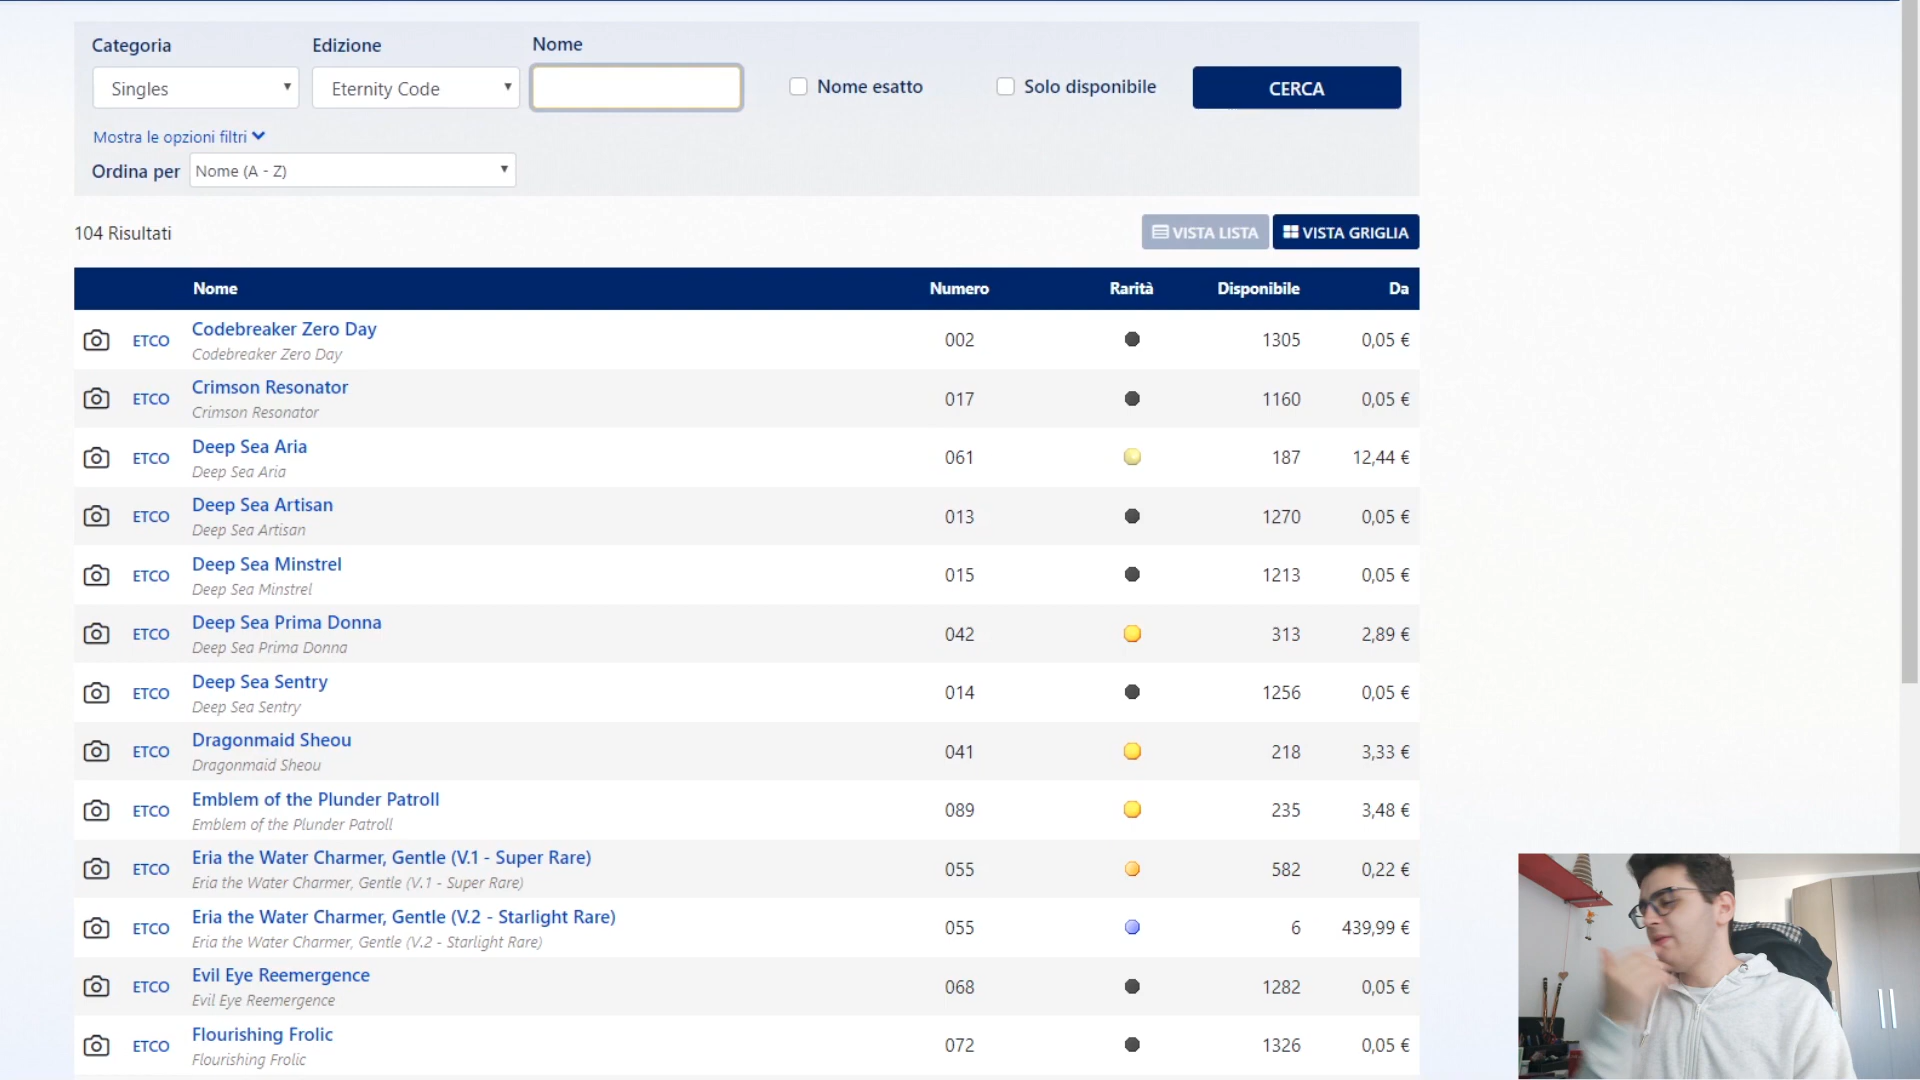 Categoria Edizione Nome
Singles Eternity Code Nome esatto Solo disponibile CERCA
Mostra le opzioni filtri
Ordina per Nome (A - Z)
104 Risultati VISTA LISTA VISTA GRIGLIA
Nome Numero Rarità Disponibile Da
ETCO Codebreaker Zero Day 002 1305 0,05 €
Codebreaker Zero Day
ETCO Crimson Resonator 017 1160 0,05 €
Crimson Resonator
ETCO Deep Sea Aria 061 187 12,44 €
Deep Sea Aria
ETCO Deep Sea Artisan 013 1270 0,05 €
Deep Sea Artisan
ETCO Deep Sea Minstrel 015 1213 0,05 €
Deep Sea Minstrel
ETCO Deep Sea Prima Donna 042 313 2,89 €
Deep Sea Prima Donna
ETCO Deep Sea Sentry 014 1256 0,05 €
Deep Sea Sentry
ETCO Dragonmaid Sheou 041 218 3,33 €
Dragonmaid Sheou
ETCO Emblem of the Plunder Patroll 089 235 3,48 €
Emblem of the Plunder Patroll
ETCO Eria the Water Charmer, Gentle (V.1 - Super Rare) 055 582 0,22 €
Eria the Water Charmer, Gentle (V.1 - Super Rare)
ETCO Eria the Water Charmer, Gentle (V.2 - Starlight Rare) 055 6 439,99 €
Eria the Water Charmer, Gentle (V.2 - Starlight Rare)
ETCO Evil Eye Reemergence 068 1282 0,05 €
Evil Eye Reemergence
ETCO Flourishing Frolic 072 1326 0,05 €
Flourishing Frolic